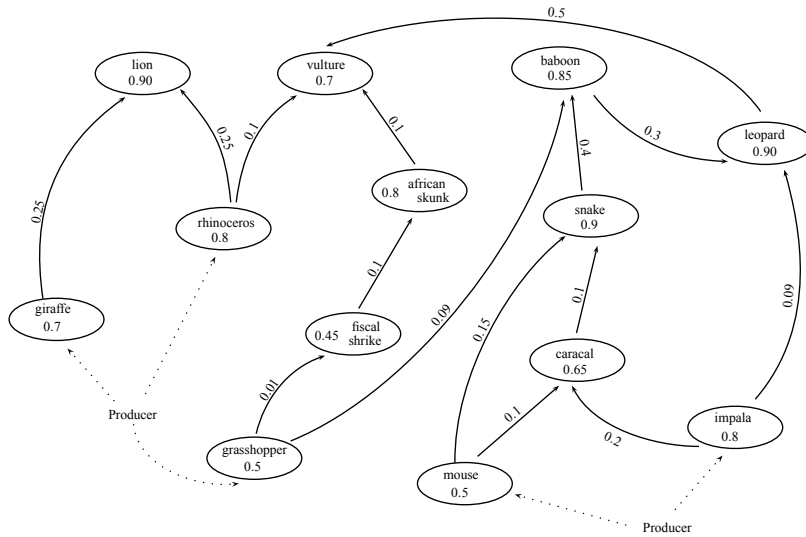 0.5
lion
0.90
vulture
0.7
baboon
0.85
leopard
0.90
0.25
0.1
0.1
0.4
0.3
0.8 african
skunk
rhinoceros
0.8
snake
0.9
0.25
0.1
0.1
0.09
0.09
0.15
giraffe
0.7
0.45 fiscal
shrike
caracal
0.65
0.01
0.1
0.2
Producer
impala
0.8
grasshopper
0.5
mouse
0.5
Producer